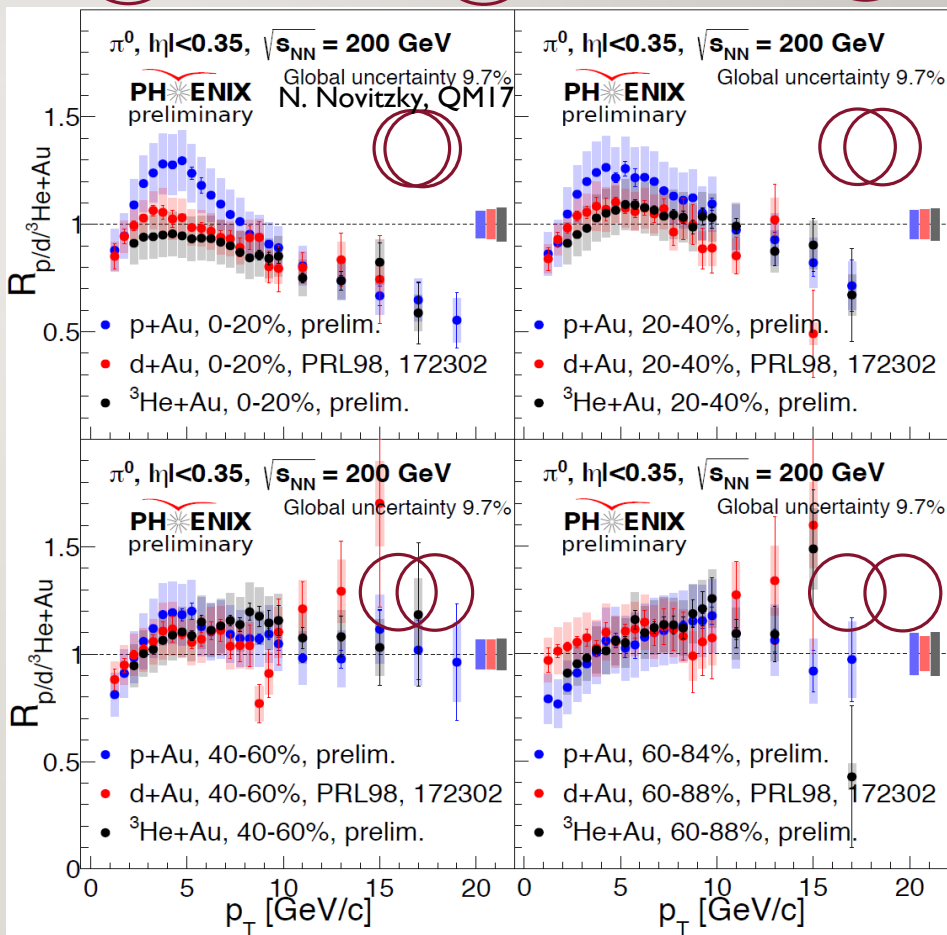 π⁰, |η|<0.35, √s_NN = 200 GeV
Global uncertainty 9.7%
PHENIX
preliminary
N. Novitzky, QM17
1.5
1
0.5
R_p/d/³He+Au
p+Au, 0-20%, prelim.
d+Au, 0-20%, PRL98, 172302
³He+Au, 0-20%, prelim.
π⁰, |η|<0.35, √s_NN = 200 GeV
Global uncertainty 9.7%
PHENIX
preliminary
p+Au, 20-40%, prelim.
d+Au, 20-40%, PRL98, 172302
³He+Au, 20-40%, prelim.
π⁰, |η|<0.35, √s_NN = 200 GeV
Global uncertainty 9.7%
PHENIX
preliminary
1.5
1
0.5
0
R_p/d/³He+Au
p+Au, 40-60%, prelim.
d+Au, 40-60%, PRL98, 172302
³He+Au, 40-60%, prelim.
0 5 10 15 20
p_T [GeV/c]
π⁰, |η|<0.35, √s_NN = 200 GeV
Global uncertainty 9.7%
PHENIX
preliminary
p+Au, 60-84%, prelim.
d+Au, 60-88%, PRL98, 172302
³He+Au, 60-88%, prelim.
5 10 15 20
p_T [GeV/c]